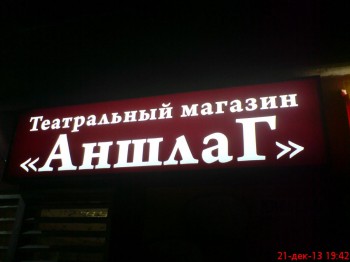 Театральный магазин
«АншлаГ»
21-дек-13 19:42